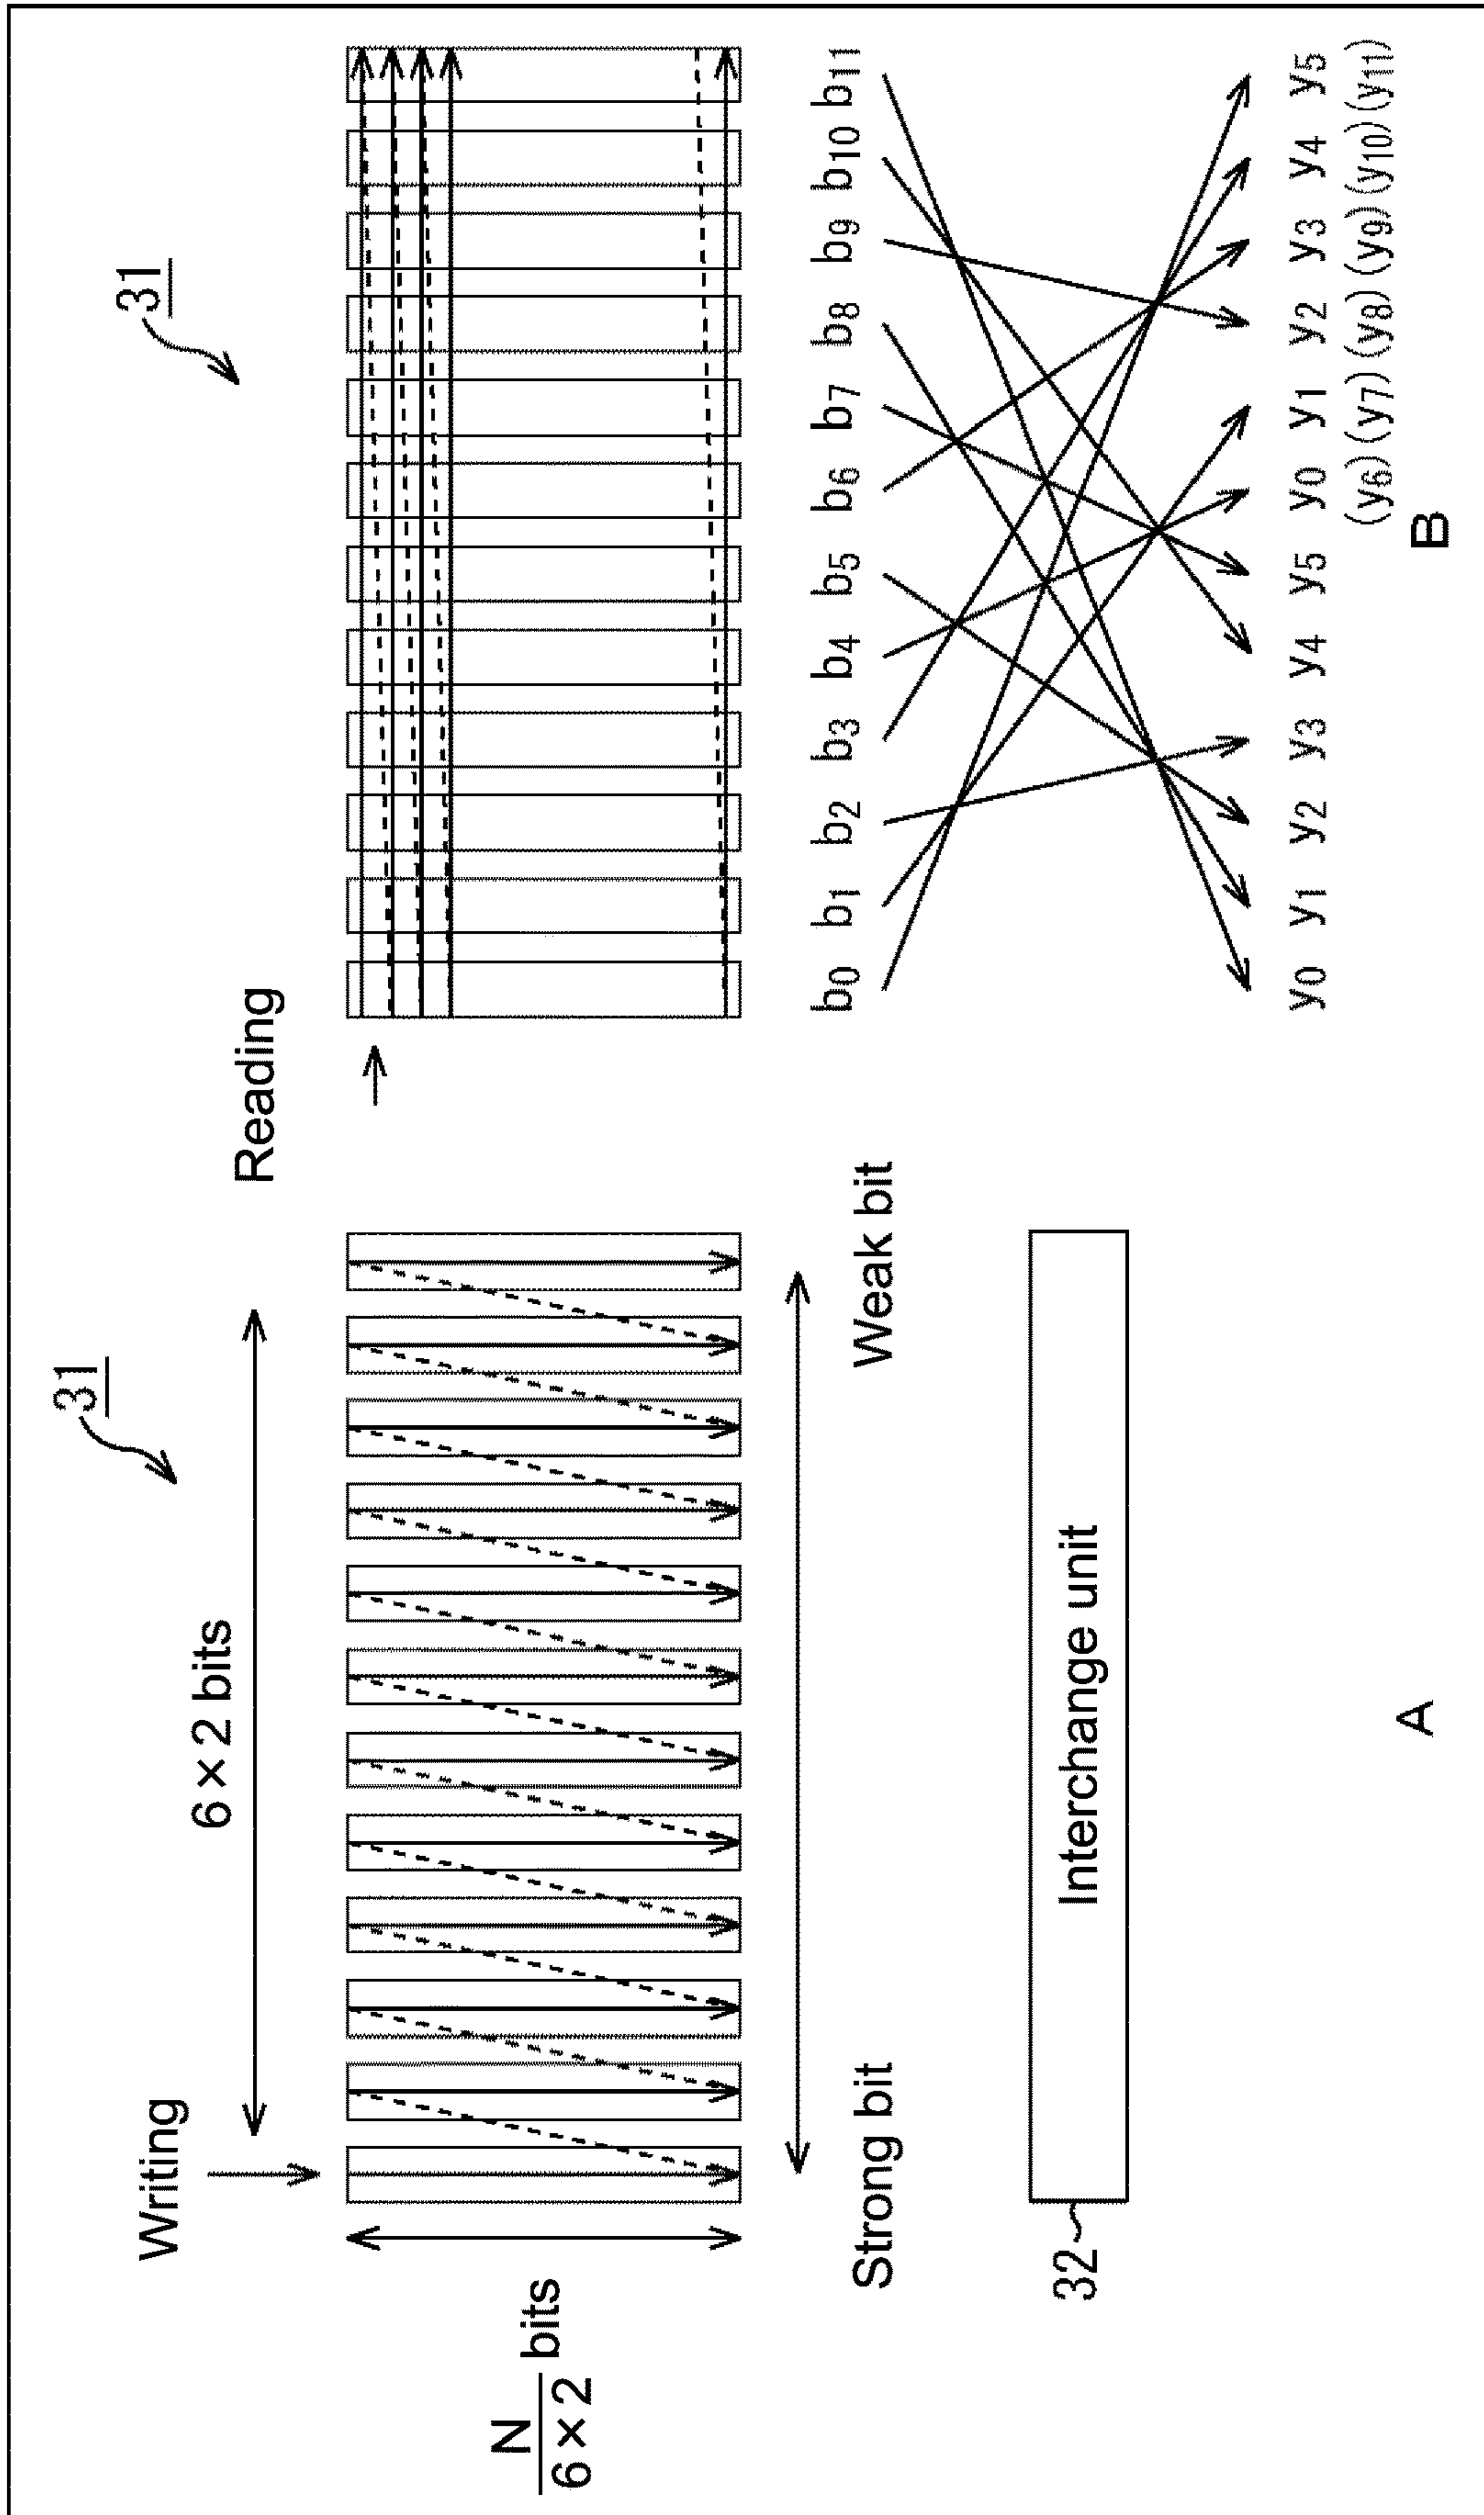 Writing
31
6 × 2 bits
N
6 × 2
bits
Strong bit
Weak bit
32
Interchange unit
A
Reading
31
b0 b1 b2 b3 b4 b5 b6 b7 b8 b9 b10 b11
y0 y1 y2 y3 y4 y5 y0 y1 y2 y3 y4 y5
(y6) (y7) (y8) (y9) (y10) (y11)
B